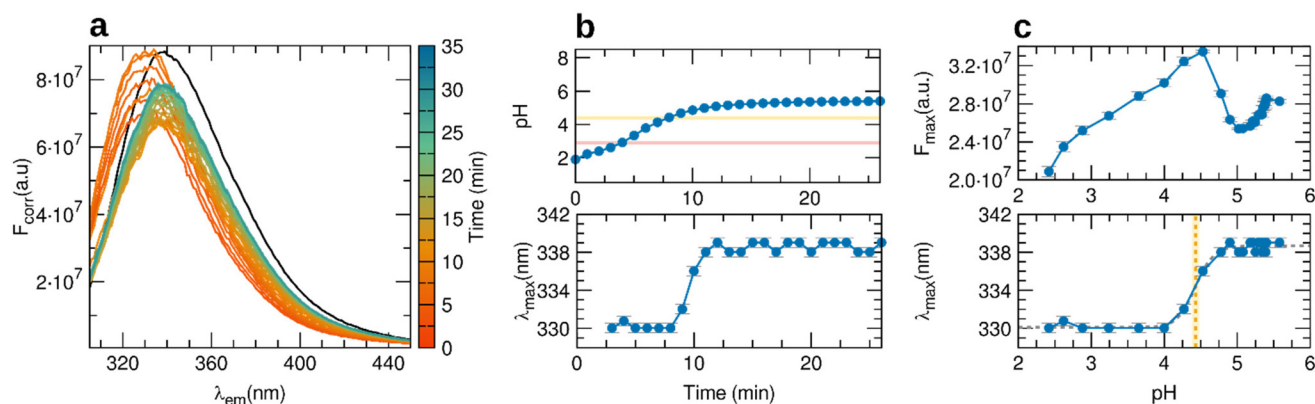 a
F_corr(a.u)
8·10⁷
6·10⁷
4·10⁷
2·10⁷
320 360 400 440
λ_em(nm)
35
30
25
20
15
10
5
0
Time (min)
b
pH
8
6
4
2
0 10 20
λ_max(nm)
342
338
334
330
0 10 20
Time (min)
c
F_max(a.u.)
3.2·10⁷
2.8·10⁷
2.4·10⁷
2.0·10⁷
2 3 4 5 6
λ_max(nm)
342
338
334
330
2 3 4 5 6
pH